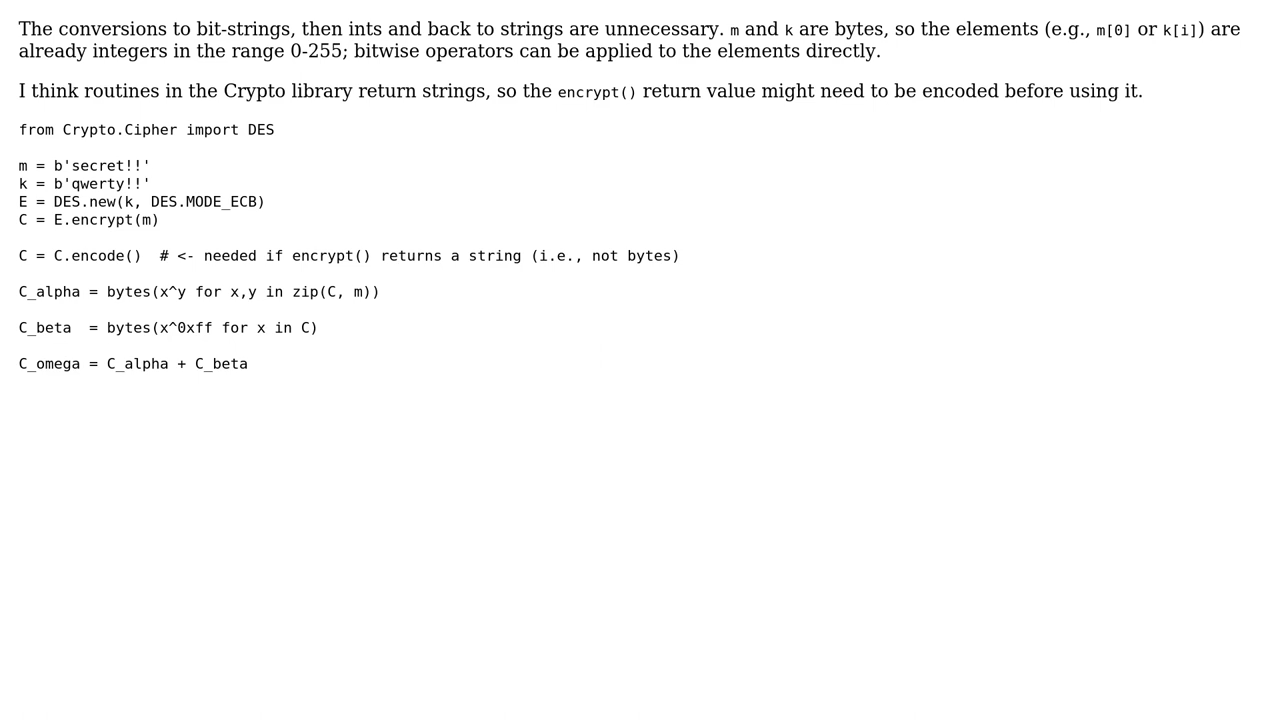 The conversions to bit-strings, then ints and back to strings are unnecessary. m and k are bytes, so the elements (e.g., m[0] or k[i]) are
already integers in the range 0-255; bitwise operators can be applied to the elements directly.
I think routines in the Crypto library return strings, so the encrypt() return value might need to be encoded before using it.
from Crypto.Cipher import DES
m = b'secret!!'
k = b'qwerty!!'
E = DES.new(k, DES.MODE_ECB)
C = E.encrypt(m)
C = C.encode()  # <- needed if encrypt() returns a string (i.e., not bytes)
C_alpha = bytes(x^y for x,y in zip(C, m))
C_beta  = bytes(x^0xff for x in C)
C_omega = C_alpha + C_beta